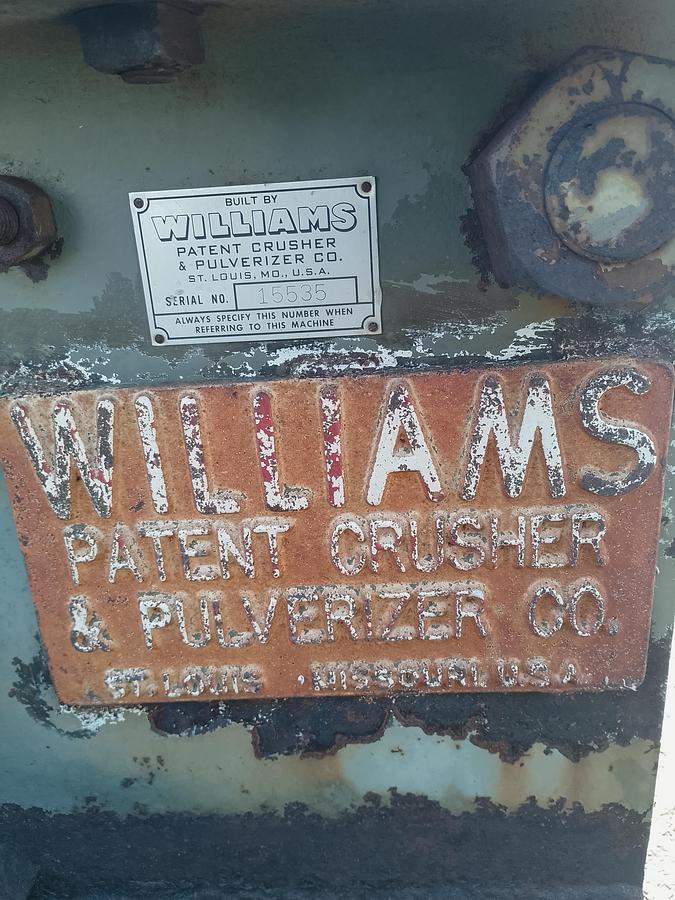 BUILT BY
WILLIAMS
PATENT CRUSHER
& PULVERIZER CO.
ST. LOUIS, MO., U.S.A.
SERIAL NO. 15535
ALWAYS SPECIFY THIS NUMBER WHEN
REFERRING TO THIS MACHINE
WILLIAMS
PATENT CRUSHER
& PULVERIZER CO.
ST. LOUIS MISSOURI, U.S.A.